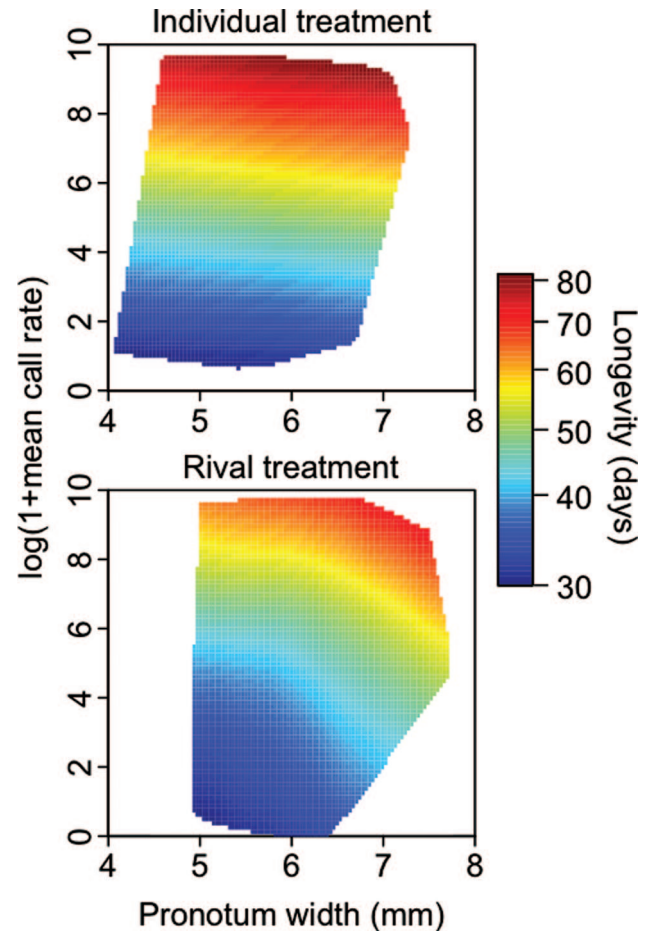 Individual treatment
10
8
6
4
2
0
4 5 6 7 8
log(1+mean call rate)
80
70
60
50
40
30
Longevity (days)
Rival treatment
10
8
6
4
2
0
4 5 6 7 8
Pronotum width (mm)